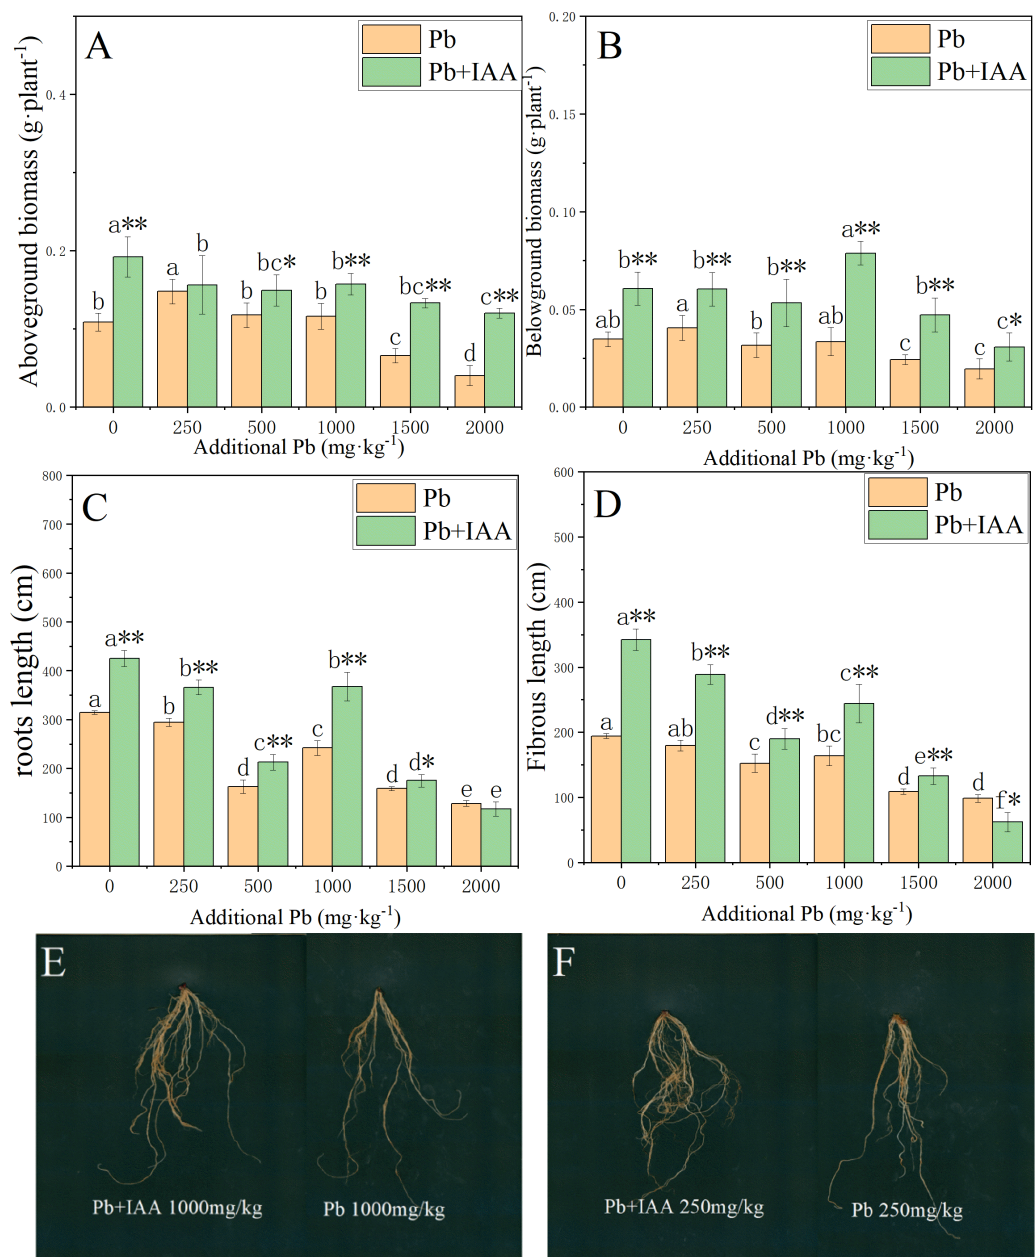 A
Pb
Pb+IAA
Aboveground biomass (g·plant⁻¹)
0.4
0.2
0.0
b
a**
a
b
b
bc*
b
b**
c
bc**
d
c**
0 250 500 1000 1500 2000
Additional Pb (mg·kg⁻¹)
B
Pb
Pb+IAA
Belowground biomass (g·plant⁻¹)
0.20
0.15
0.10
0.05
0.00
ab
b**
a
b**
b
b**
ab
a**
c
b**
c
c*
0 250 500 1000 1500 2000
Additional Pb (mg·kg⁻¹)
C
Pb
Pb+IAA
roots length (cm)
800
700
600
500
400
300
200
100
0
a
a**
b
b**
d
c**
c
b**
d
d*
e
e
0 250 500 1000 1500 2000
Additional Pb (mg·kg⁻¹)
D
Pb
Pb+IAA
Fibrous length (cm)
600
500
400
300
200
100
0
a
a**
ab
b**
c
d**
bc
c**
d
e**
d
f*
0 250 500 1000 1500 2000
Additional Pb (mg·kg⁻¹)
E
Pb+IAA 1000mg/kg
Pb 1000mg/kg
F
Pb+IAA 250mg/kg
Pb 250mg/kg